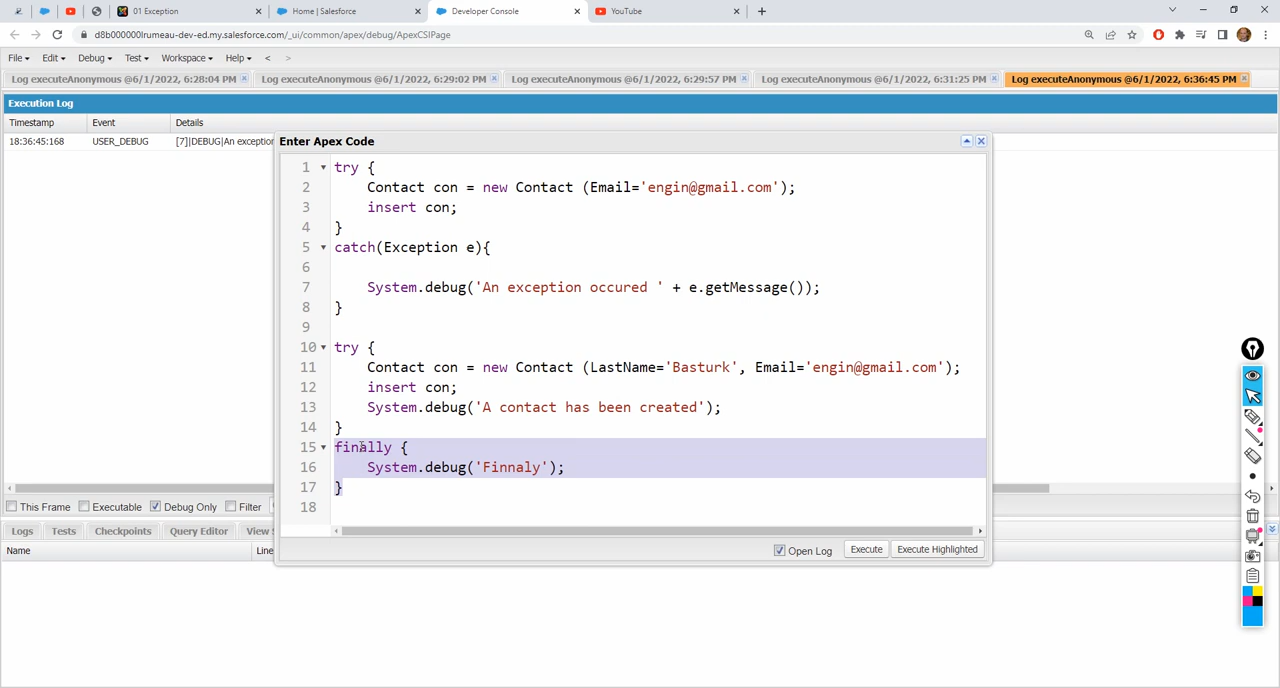 01 Exception
Home | Salesforce
Developer Console
YouTube
d8b000000lrumeau-dev-ed.my.salesforce.com/_ui/common/apex/debug/ApexCSIPage
File Edit Debug Test Workspace Help < >
Log executeAnonymous @6/1/2022, 6:28:04 PM
Log executeAnonymous @6/1/2022, 6:29:02 PM
Log executeAnonymous @6/1/2022, 6:29:57 PM
Log executeAnonymous @6/1/2022, 6:31:25 PM
Log executeAnonymous @6/1/2022, 6:36:45 PM
Execution Log
Timestamp Event Details
18:36:45:168 USER_DEBUG [7]|DEBUG|An exception
Enter Apex Code
1 try {
2 Contact con = new Contact (Email='engin@gmail.com');
3 insert con;
4 }
5 catch(Exception e){
6
7 System.debug('An exception occured ' + e.getMessage());
8 }
9
10 try {
11 Contact con = new Contact (LastName='Basturk', Email='engin@gmail.com');
12 insert con;
13 System.debug('A contact has been created');
14 }
15 finally {
16 System.debug('Finnaly');
17 }
18
This Frame Executable Debug Only Filter
Open Log Execute Execute Highlighted
Logs Tests Checkpoints Query Editor View S
Name Line